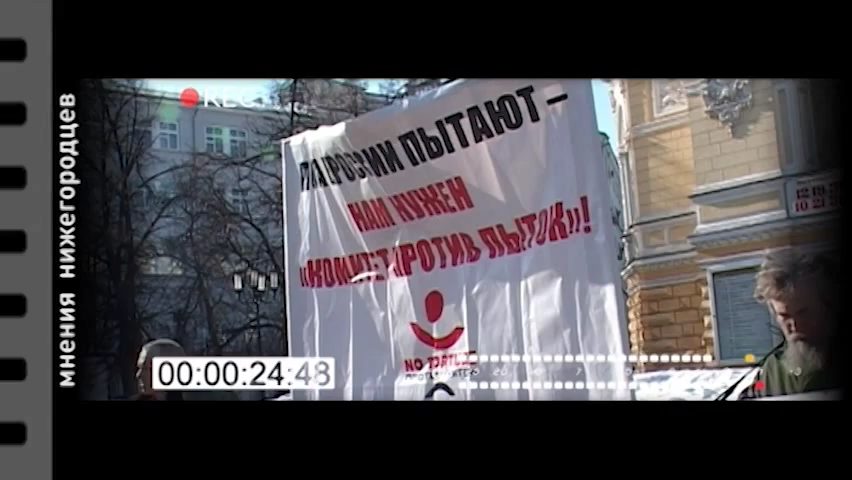 мнения нижегородцев
REC
РОССИИ ПЫТАЮТ –
НАМ НУЖЕН
«КОМИТЕТ ПРОТИВ ПЫТОК»!
NO TORTURE
00:00:24:48